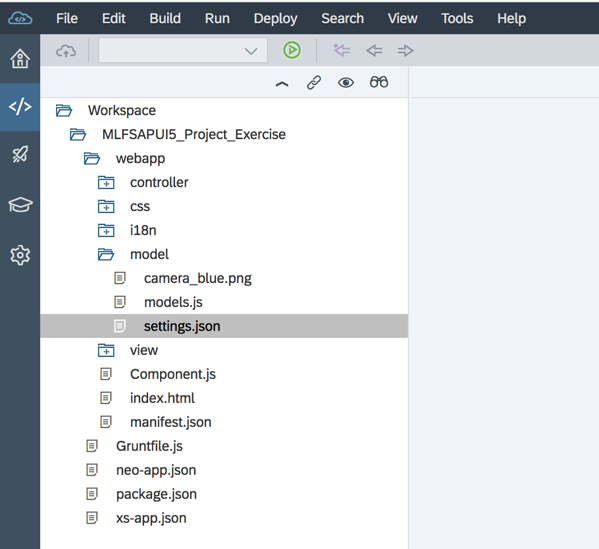 File Edit Build Run Deploy Search View Tools Help
Workspace
MLFSAPUI5_Project_Exercise
webapp
controller
css
i18n
model
camera_blue.png
models.js
settings.json
view
Component.js
index.html
manifest.json
Gruntfile.js
neo-app.json
package.json
xs-app.json